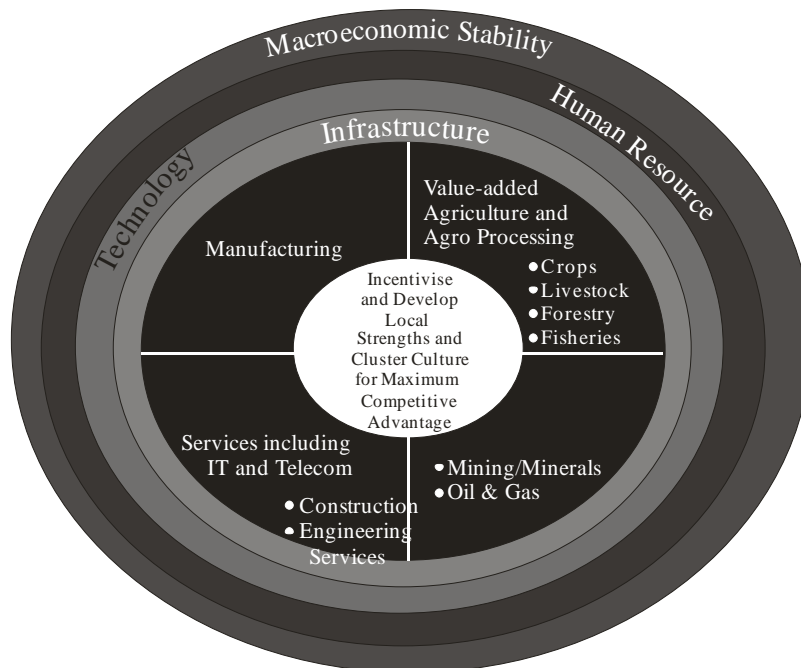 Macroeconomic Stability
Human Resource
Technology
Infrastructure
Manufacturing
Value-added
Agriculture and
Agro Processing
● Crops
● Livestock
● Forestry
● Fisheries
Incentivise
and Develop
Local
Strengths and
Cluster Culture
for Maximum
Competitive
Advantage
Services including
IT and Telecom
● Construction
● Engineering
Services
● Mining/Minerals
● Oil & Gas